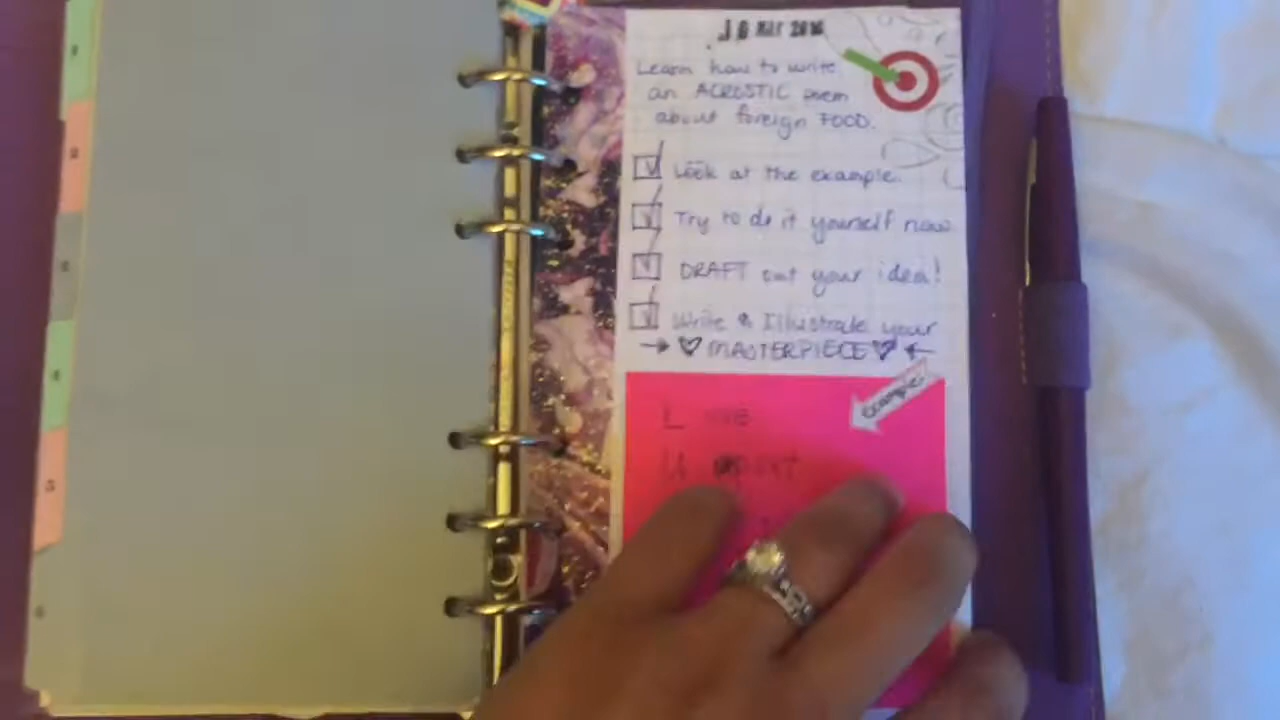 Learn how to write
an ACROSTIC poem
about foreign FOOD.
Look at the example.
Try to do it yourself now
DRAFT out your idea!
Write & Illustrate your
→ ♡ MASTERPIECE ♡ ←
example
L
U